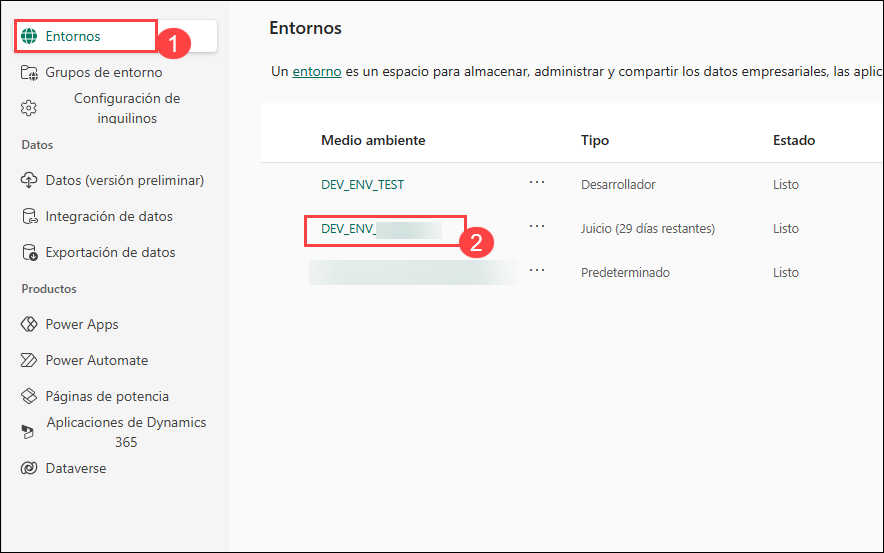 Entornos
1
Grupos de entorno
Configuración de
inquilinos
Datos
Datos (versión preliminar)
Integración de datos
Exportación de datos
Productos
Power Apps
Power Automate
Páginas de potencia
Aplicaciones de Dynamics
365
Dataverse
Entornos
Un entorno es un espacio para almacenar, administrar y compartir los datos empresariales, las aplic
Medio ambiente Tipo Estado
DEV_ENV_TEST ... Desarrollador Listo
DEV_ENV_ 2 ... Juicio (29 días restantes) Listo
... Predeterminado Listo